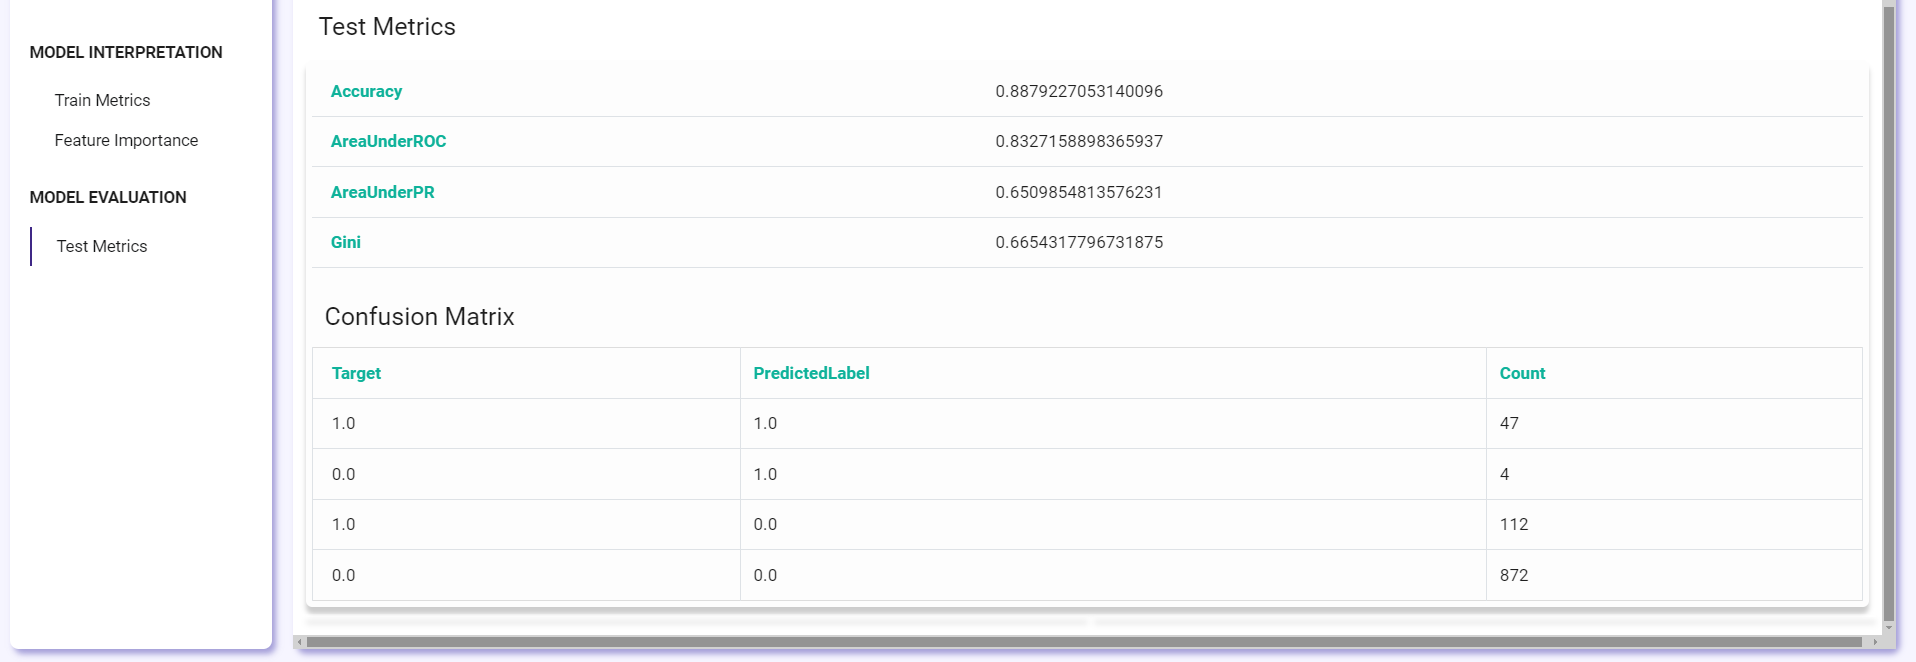 MODEL INTERPRETATION
Train Metrics
Feature Importance
MODEL EVALUATION
Test Metrics
Test Metrics
Accuracy 0.8879227053140096
AreaUnderROC 0.8327158898365937
AreaUnderPR 0.6509854813576231
Gini 0.6654317796731875
Confusion Matrix
Target PredictedLabel Count
1.0 1.0 47
0.0 1.0 4
1.0 0.0 112
0.0 0.0 872